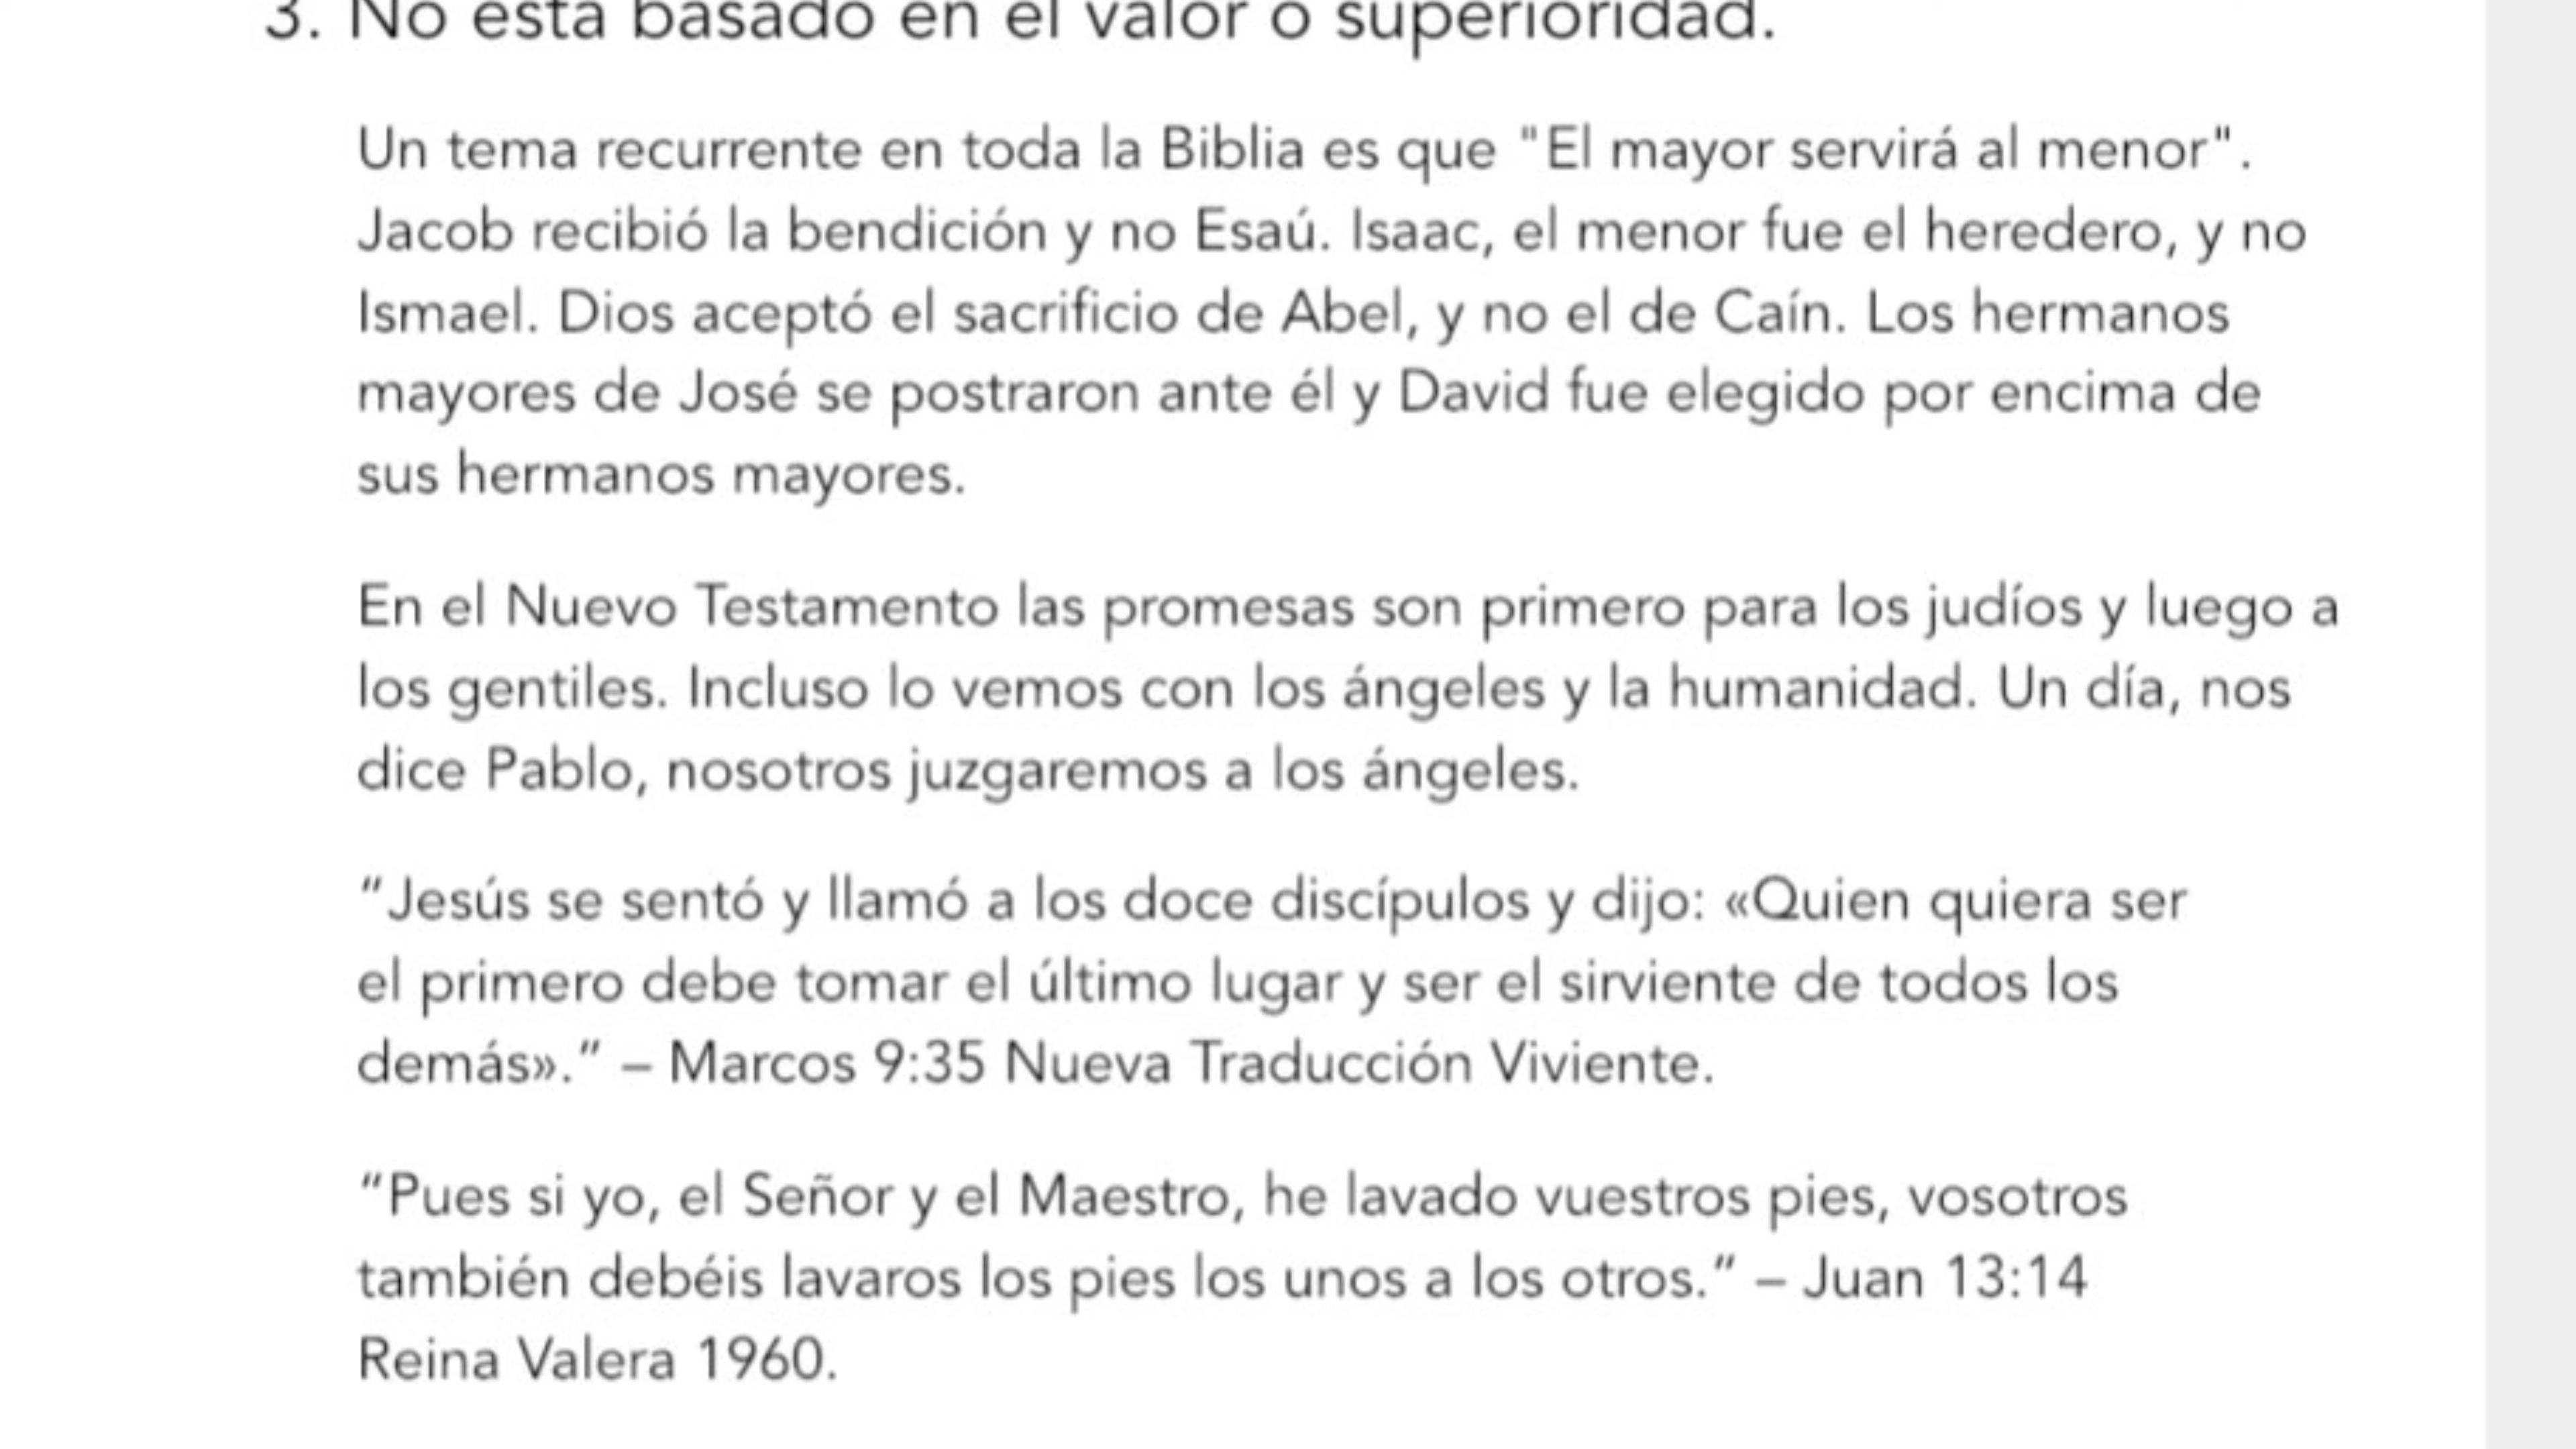 3. No está basado en el valor o superioridad.
Un tema recurrente en toda la Biblia es que "El mayor servirá al menor".
Jacob recibió la bendición y no Esaú. Isaac, el menor fue el heredero, y no
Ismael. Dios aceptó el sacrificio de Abel, y no el de Caín. Los hermanos
mayores de José se postraron ante él y David fue elegido por encima de
sus hermanos mayores.
En el Nuevo Testamento las promesas son primero para los judíos y luego a
los gentiles. Incluso lo vemos con los ángeles y la humanidad. Un día, nos
dice Pablo, nosotros juzgaremos a los ángeles.
“Jesús se sentó y llamó a los doce discípulos y dijo: «Quien quiera ser
el primero debe tomar el último lugar y ser el sirviente de todos los
demás».” – Marcos 9:35 Nueva Traducción Viviente.
“Pues si yo, el Señor y el Maestro, he lavado vuestros pies, vosotros
también debéis lavaros los pies los unos a los otros.” – Juan 13:14
Reina Valera 1960.